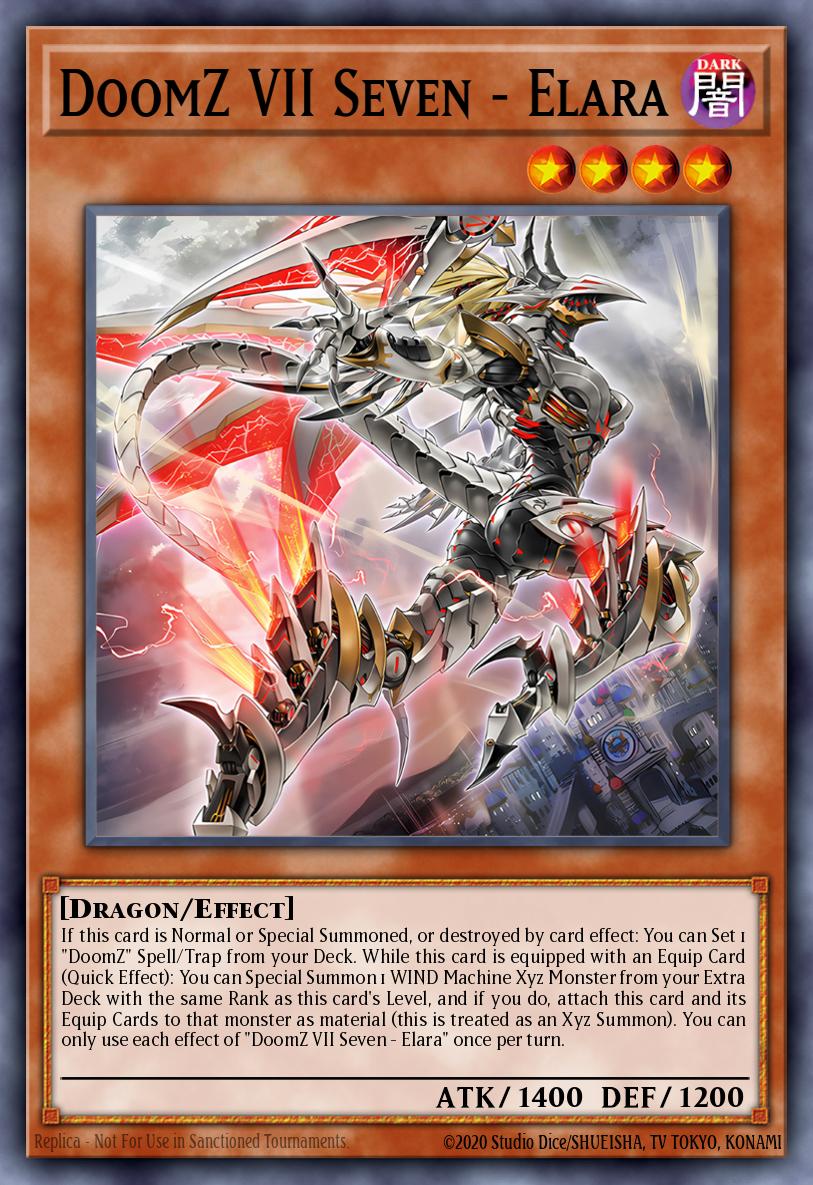 DoomZ VII Seven - Elara
DARK
闇
[Dragon/Effect]
If this card is Normal or Special Summoned, or destroyed by card effect: You can Set 1
"DoomZ" Spell/Trap from your Deck. While this card is equipped with an Equip Card
(Quick Effect): You can Special Summon 1 WIND Machine Xyz Monster from your Extra
Deck with the same Rank as this card's Level, and if you do, attach this card and its
Equip Cards to that monster as material (this is treated as an Xyz Summon). You can
only use each effect of "DoomZ VII Seven - Elara" once per turn.
ATK/1400 DEF/1200
Replica - Not For Use in Sanctioned Tournaments.
©2020 Studio Dice/SHUEISHA, TV TOKYO, KONAMI